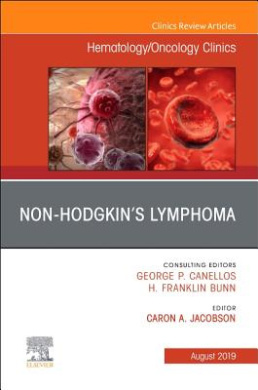 Clinics Review Articles
Hematology/Oncology Clinics
NON-HODGKIN'S LYMPHOMA
CONSULTING EDITORS
GEORGE P. CANELLOS
H. FRANKLIN BUNN
EDITOR
CARON A. JACOBSON
ELSEVIER
August 2019